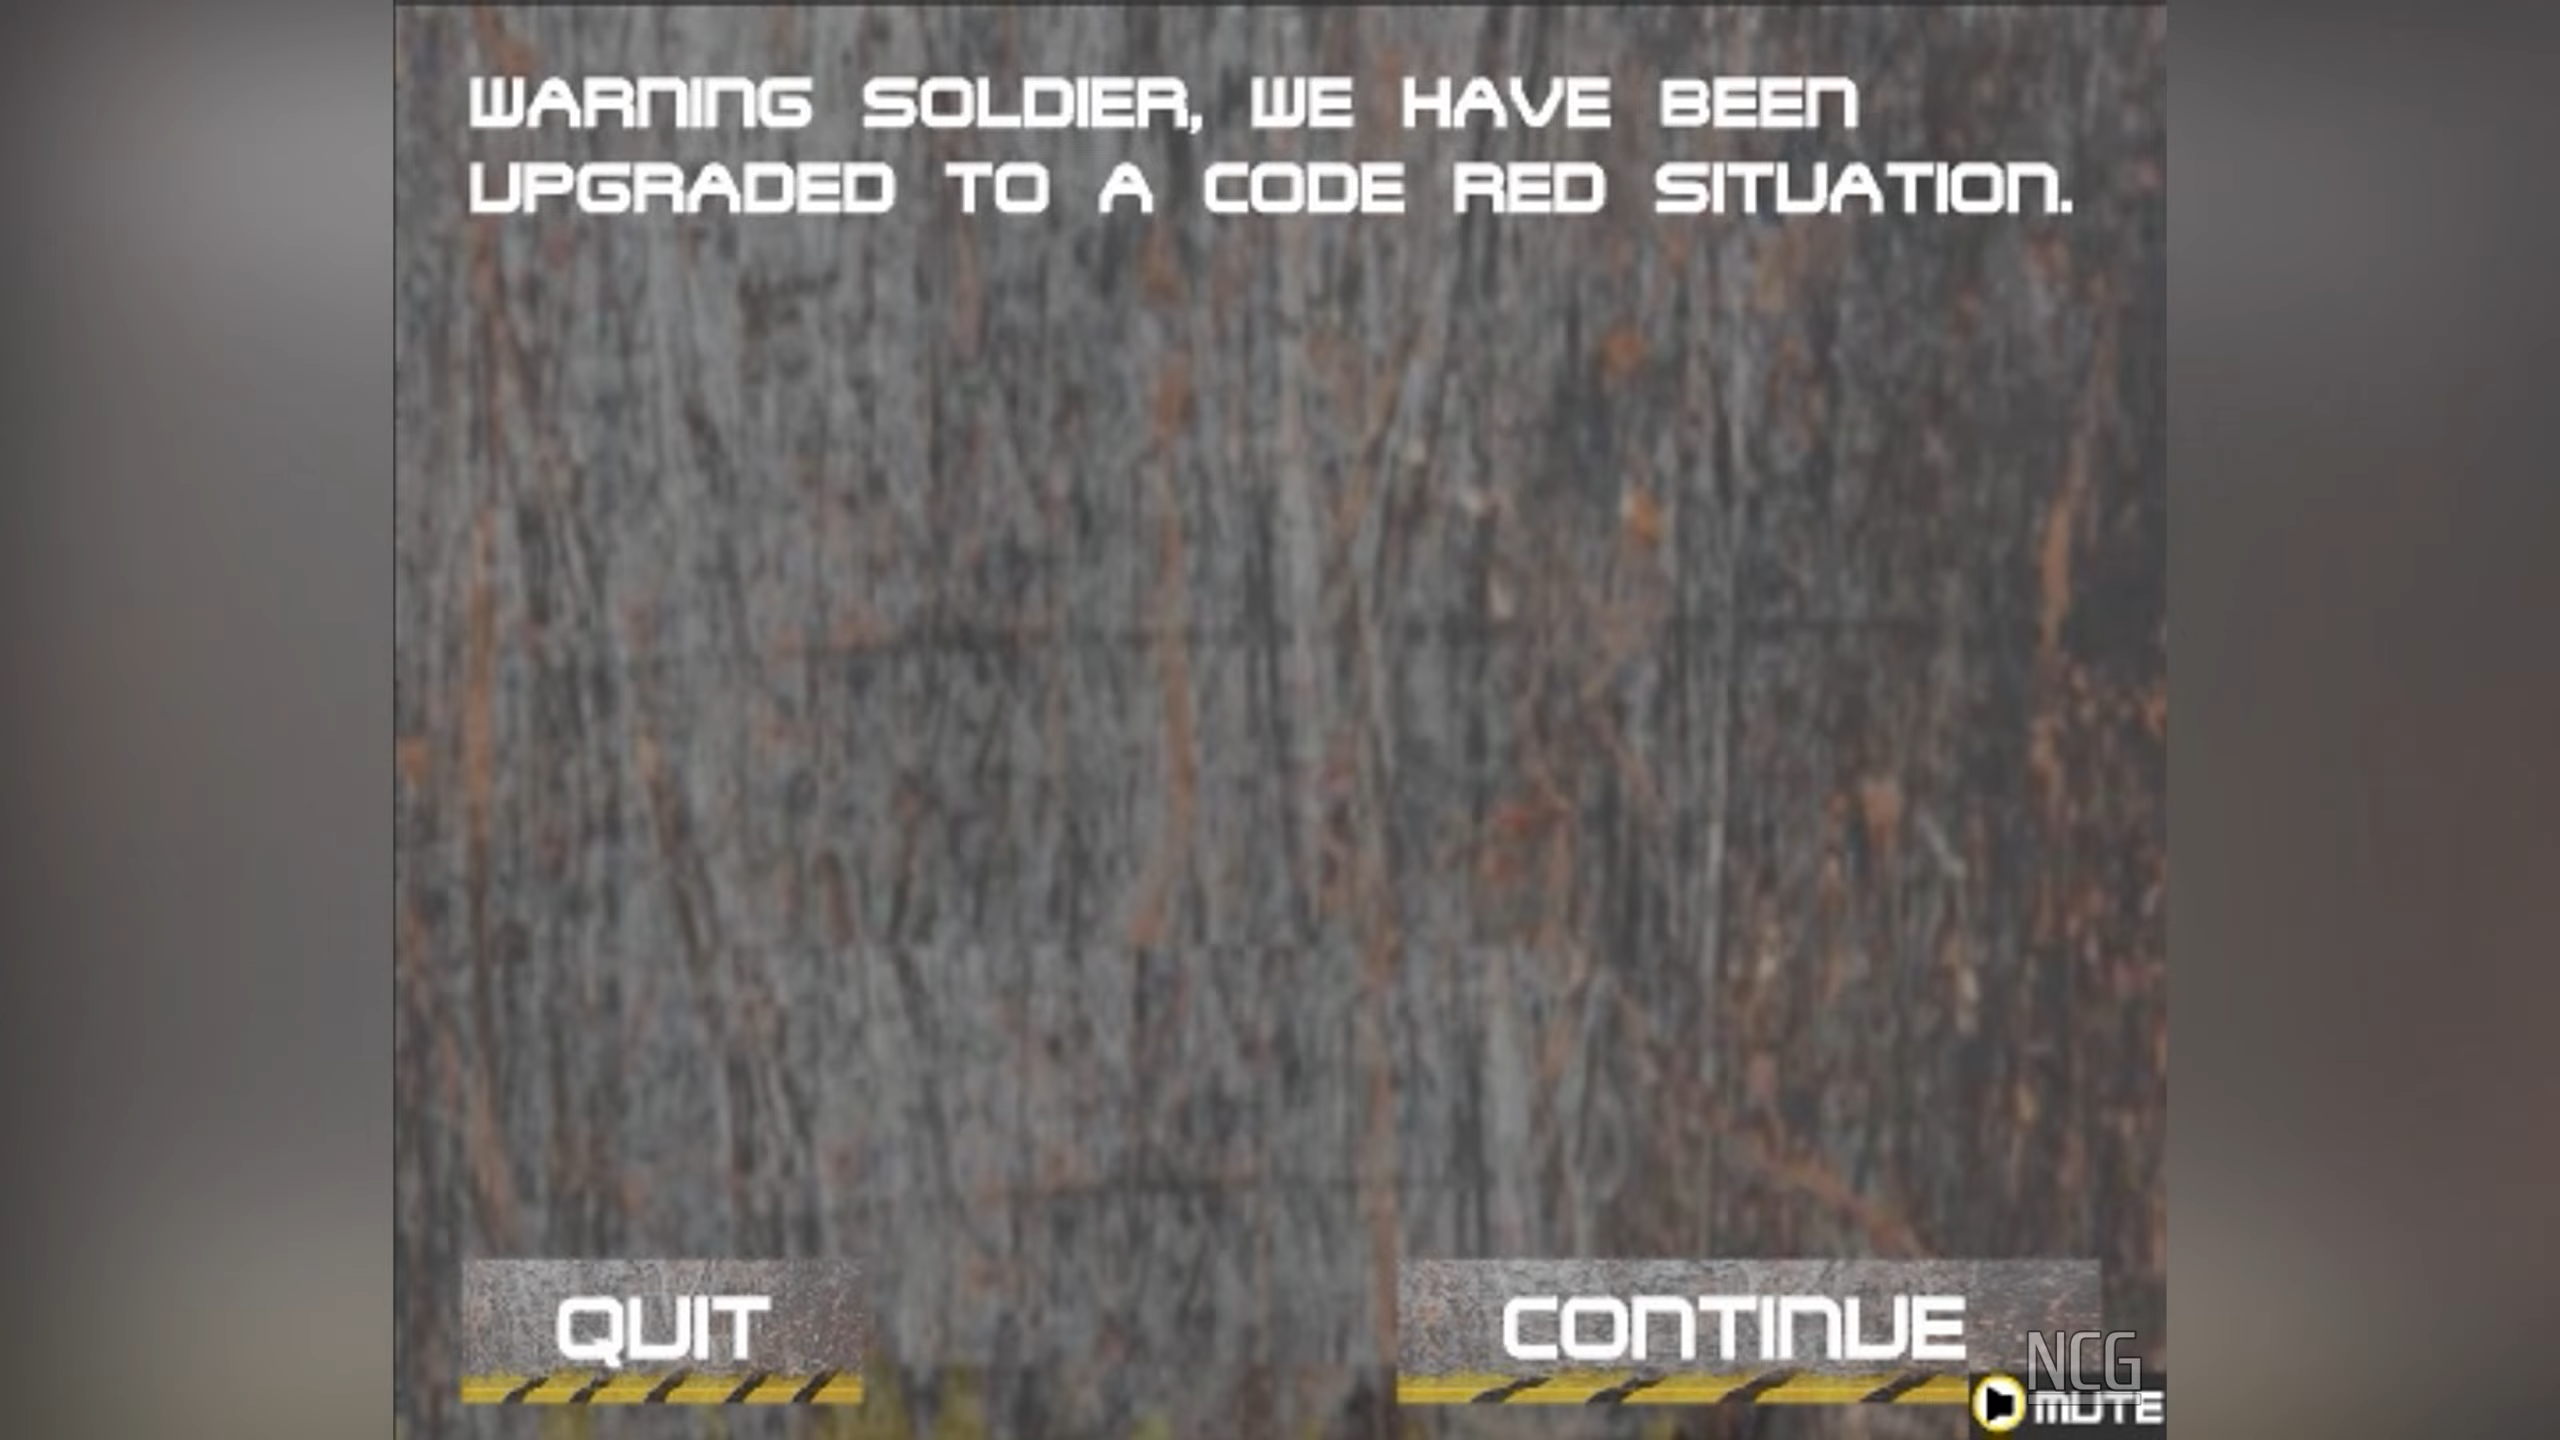 WARNING SOLDIER, WE HAVE BEEN
UPGRADED TO A CODE RED SITUATION.
QUIT
CONTINUE
NCG
MUTE